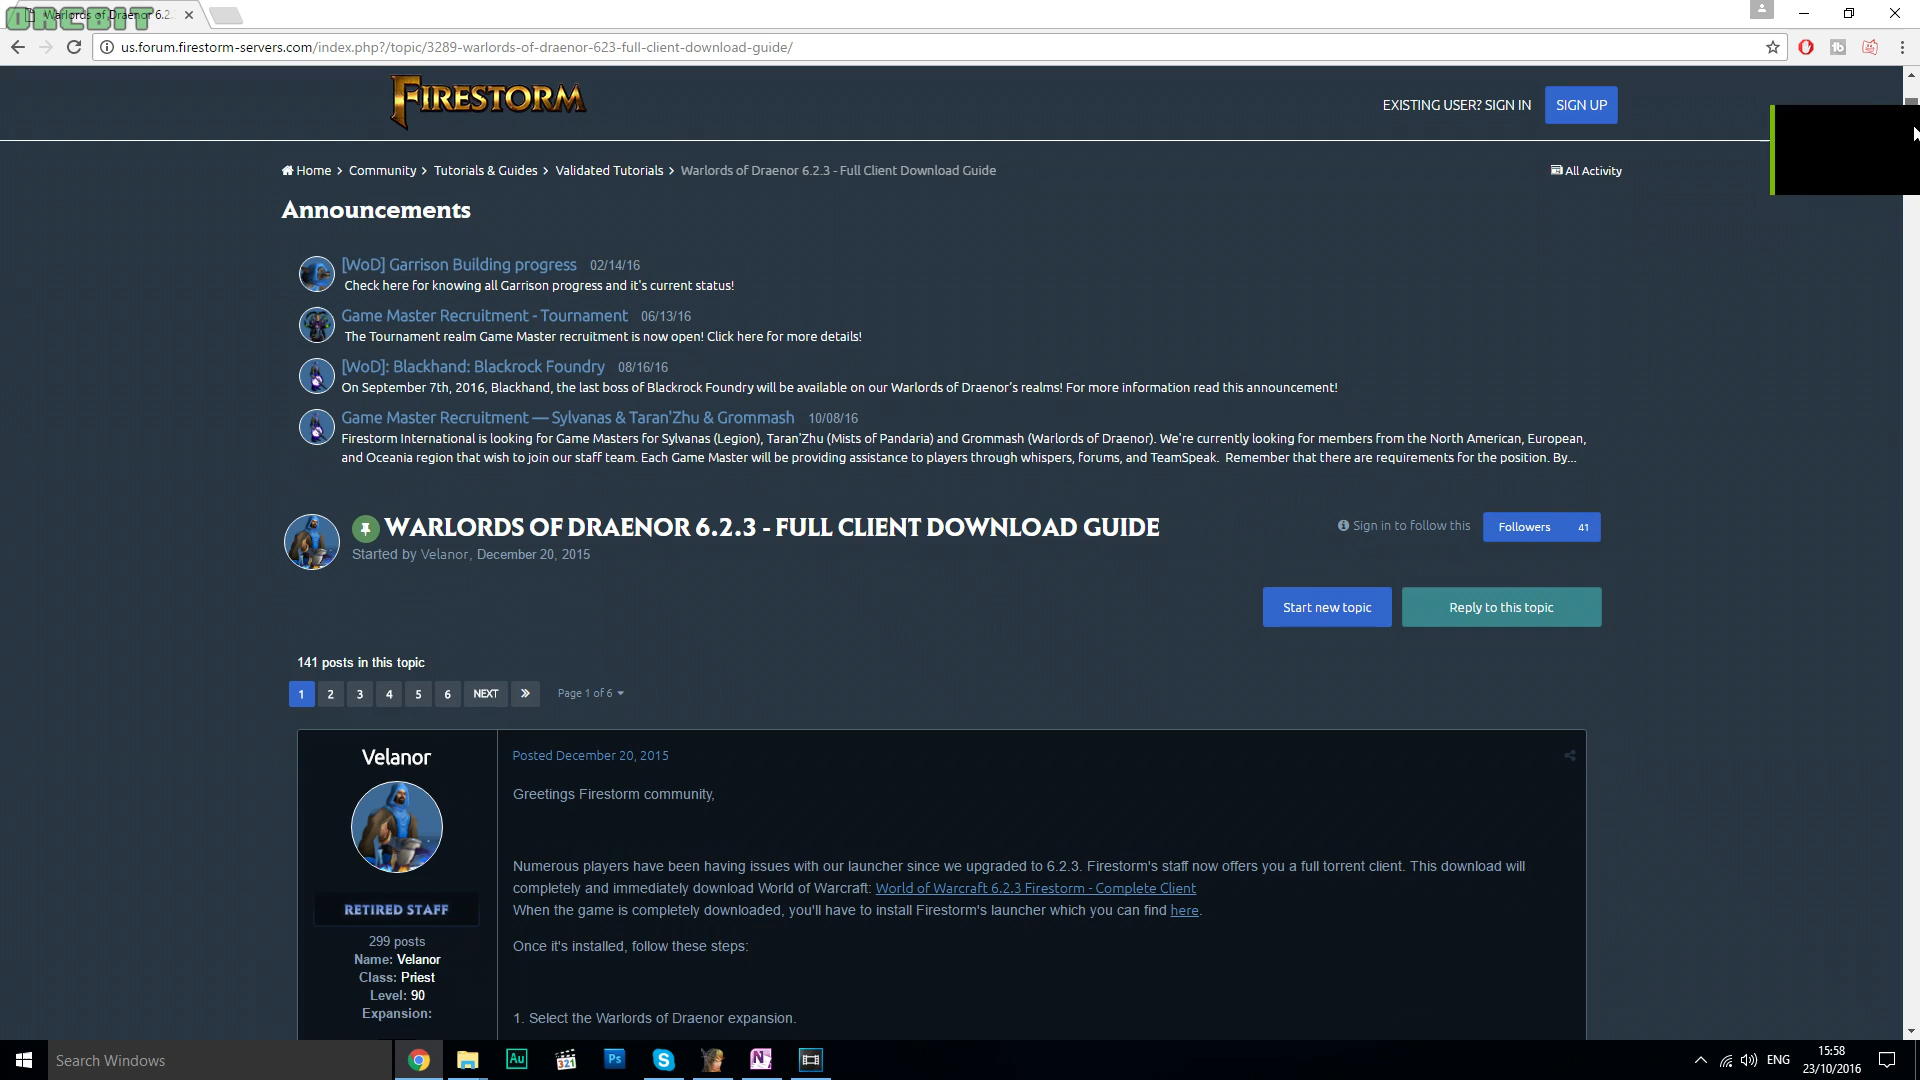 ORCBIT
Warlords of Draenor 6.2.
us.forum.firestorm-servers.com/index.php?/topic/3289-warlords-of-draenor-623-full-client-download-guide/
FIRESTORM
EXISTING USER? SIGN IN
SIGN UP
Home > Community > Tutorials & Guides > Validated Tutorials > Warlords of Draenor 6.2.3 - Full Client Download Guide
All Activity
Announcements
[WoD] Garrison Building progress 02/14/16
Check here for knowing all Garrison progress and it's current status!
Game Master Recruitment - Tournament 06/13/16
The Tournament realm Game Master recruitment is now open! Click here for more details!
[WoD]: Blackhand: Blackrock Foundry 08/16/16
On September 7th, 2016, Blackhand, the last boss of Blackrock Foundry will be available on our Warlords of Draenor's realms! For more information read this announcement!
Game Master Recruitment — Sylvanas & Taran'Zhu & Grommash 10/08/16
Firestorm International is looking for Game Masters for Sylvanas (Legion), Taran'Zhu (Mists of Pandaria) and Grommash (Warlords of Draenor). We're currently looking for members from the North American, European,
and Oceania region that wish to join our staff team. Each Game Master will be providing assistance to players through whispers, forums, and TeamSpeak. Remember that there are requirements for the position. By...
WARLORDS OF DRAENOR 6.2.3 - FULL CLIENT DOWNLOAD GUIDE
Started by Velanor, December 20, 2015
Sign in to follow this
Followers 41
Start new topic
Reply to this topic
141 posts in this topic
1 2 3 4 5 6 NEXT » Page 1 of 6
Velanor
RETIRED STAFF
299 posts
Name: Velanor
Class: Priest
Level: 90
Expansion:
Posted December 20, 2015
Greetings Firestorm community,
Numerous players have been having issues with our launcher since we upgraded to 6.2.3. Firestorm's staff now offers you a full torrent client. This download will
completely and immediately download World of Warcraft: World of Warcraft 6.2.3 Firestorm - Complete Client
When the game is completely downloaded, you'll have to install Firestorm's launcher which you can find here.
Once it's installed, follow these steps:
1. Select the Warlords of Draenor expansion.
Search Windows
Au
321
Ps
S
N
ENG
15:58
23/10/2016